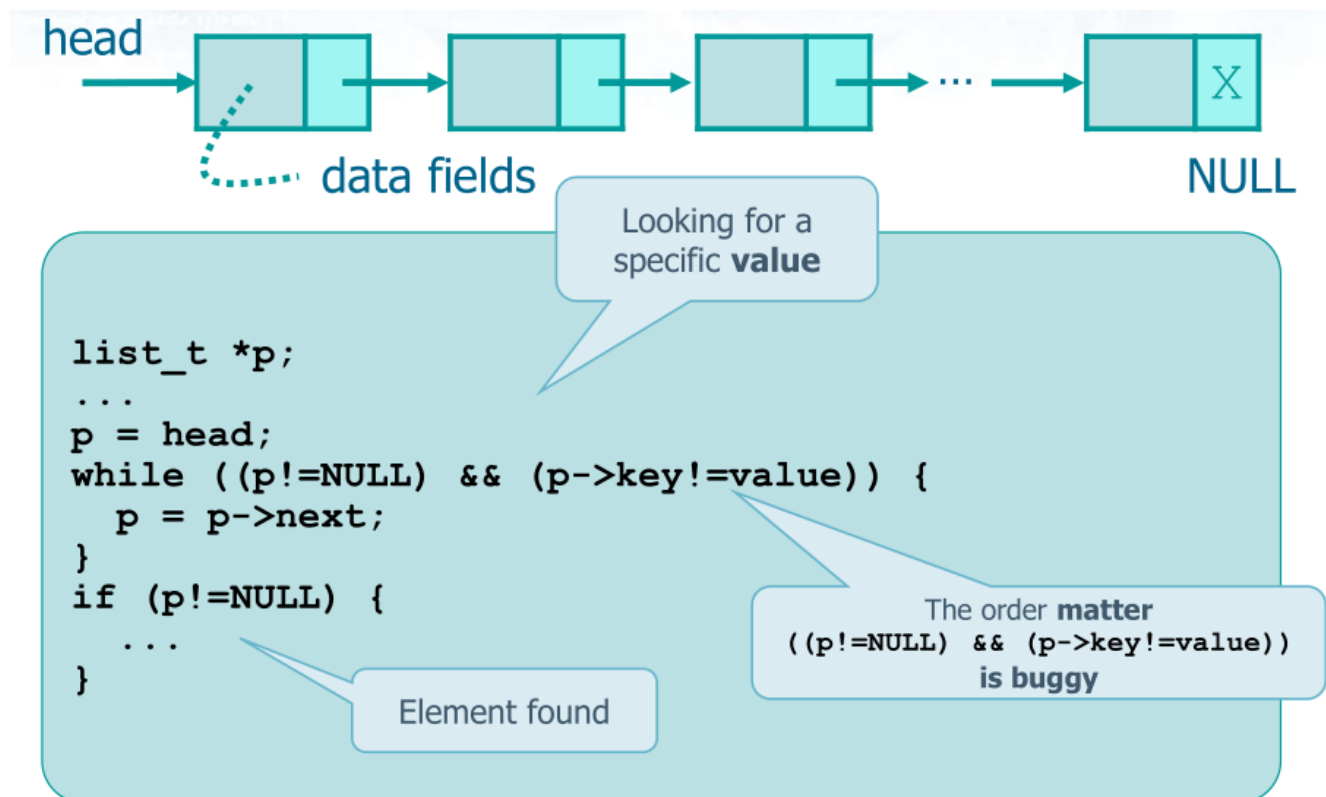 head
...
X
data fields
NULL
Looking for a
specific value
list_t *p;
...
p = head;
while ((p!=NULL) && (p->key!=value)) {
p = p->next;
}
if (p!=NULL) {
...
}
The order matter
((p!=NULL) && (p->key!=value))
is buggy
Element found